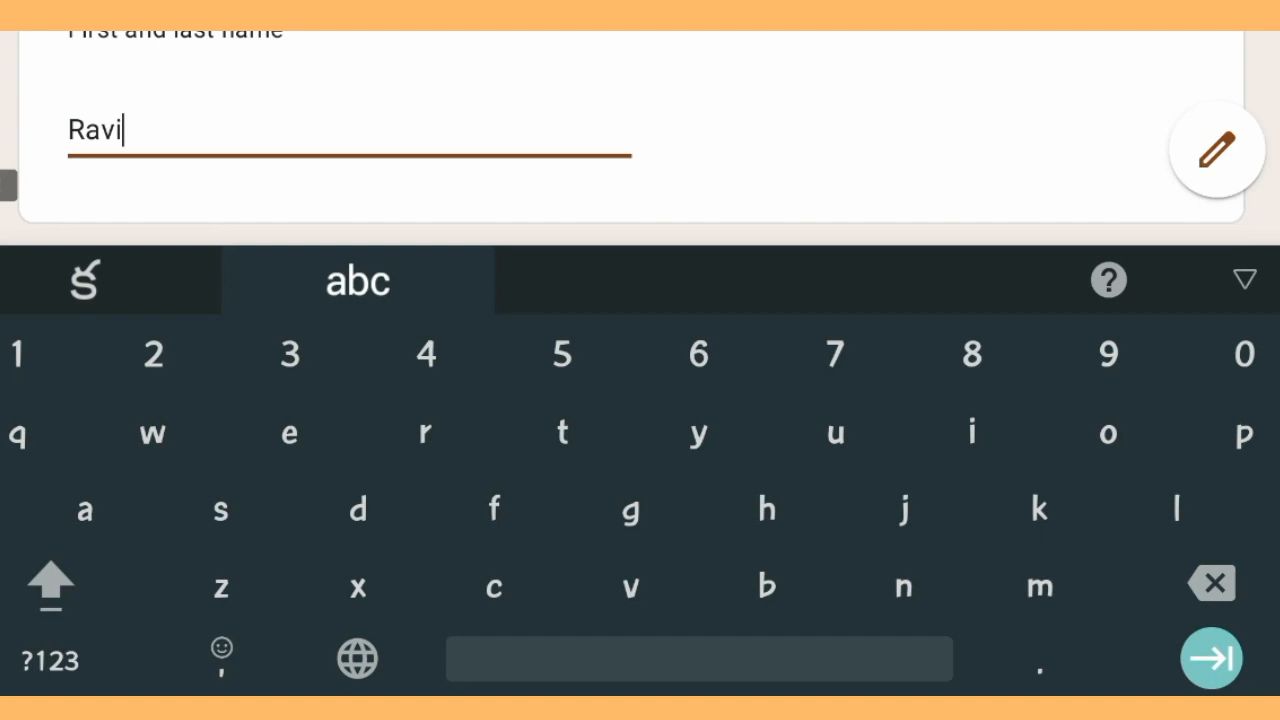 First and last name
Ravi
క abc ?
1 2 3 4 5 6 7 8 9 0
q w e r t y u i o p
a s d f g h j k l
z x c v b n m
?123 , .